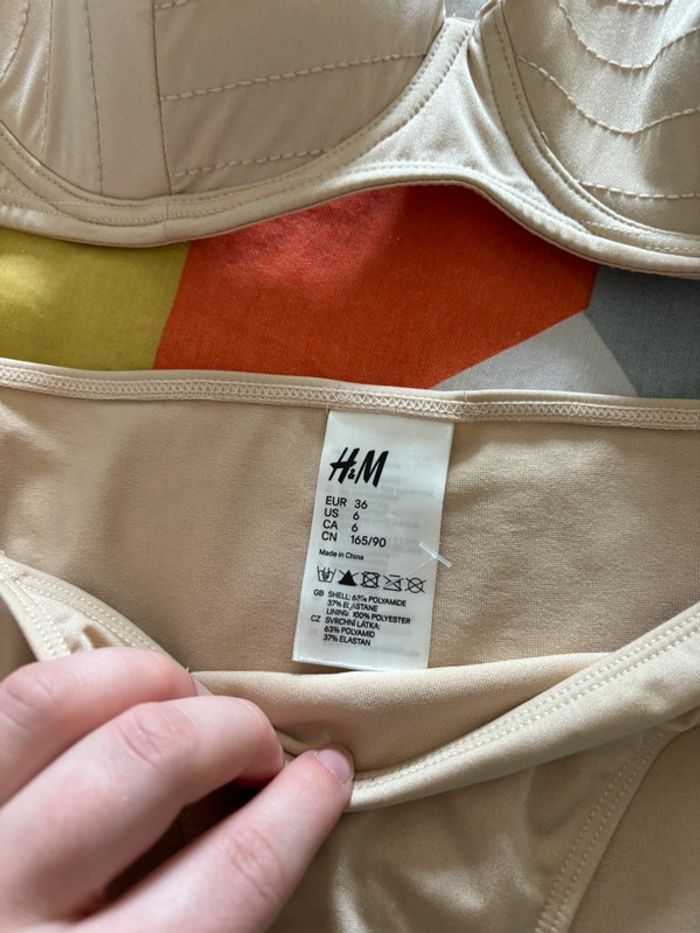 H&M
EUR 36
US 6
CA 6
CN 165/90
Made in China
GB SHELL: 63% POLYAMIDE
37% ELASTANE
LINING: 100% POLYESTER
CZ SVRCHNÍ LÁTKA:
63% POLYAMID
37% ELASTAN